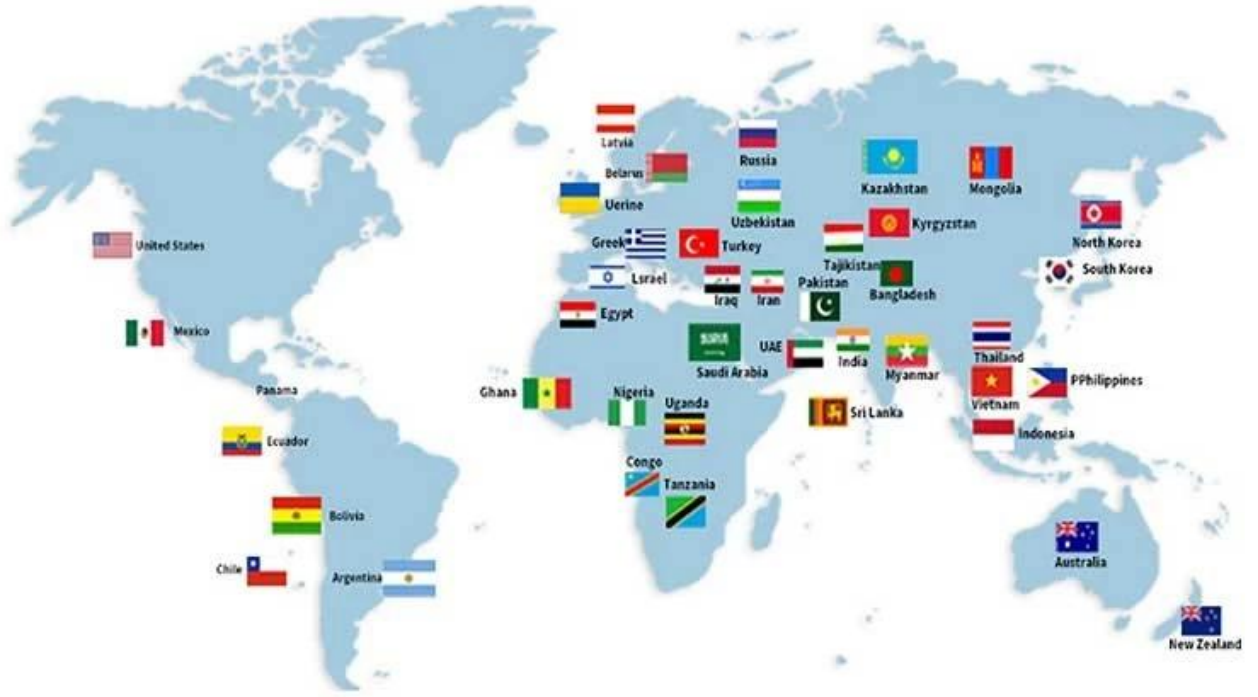 Latvia
Russia
Belarus
Kazakhstan
Mongolia
Uerine
Uzbekistan
Kyrgyzstan
United States
Greek
Turkey
North Korea
Tajikistan
South Korea
Lsrael
Iraq
Iran
Pakistan
Bangladesh
Egypt
Mexico
UAE
India
Thailand
Saudi Arabia
Myanmar
Panama
Ghana
Nigeria
PPhilippines
Uganda
Vietnam
Sri Lanka
Ecuador
Indonesia
Congo
Tanzania
Bolivia
Australia
Chile
Argentina
New Zealand